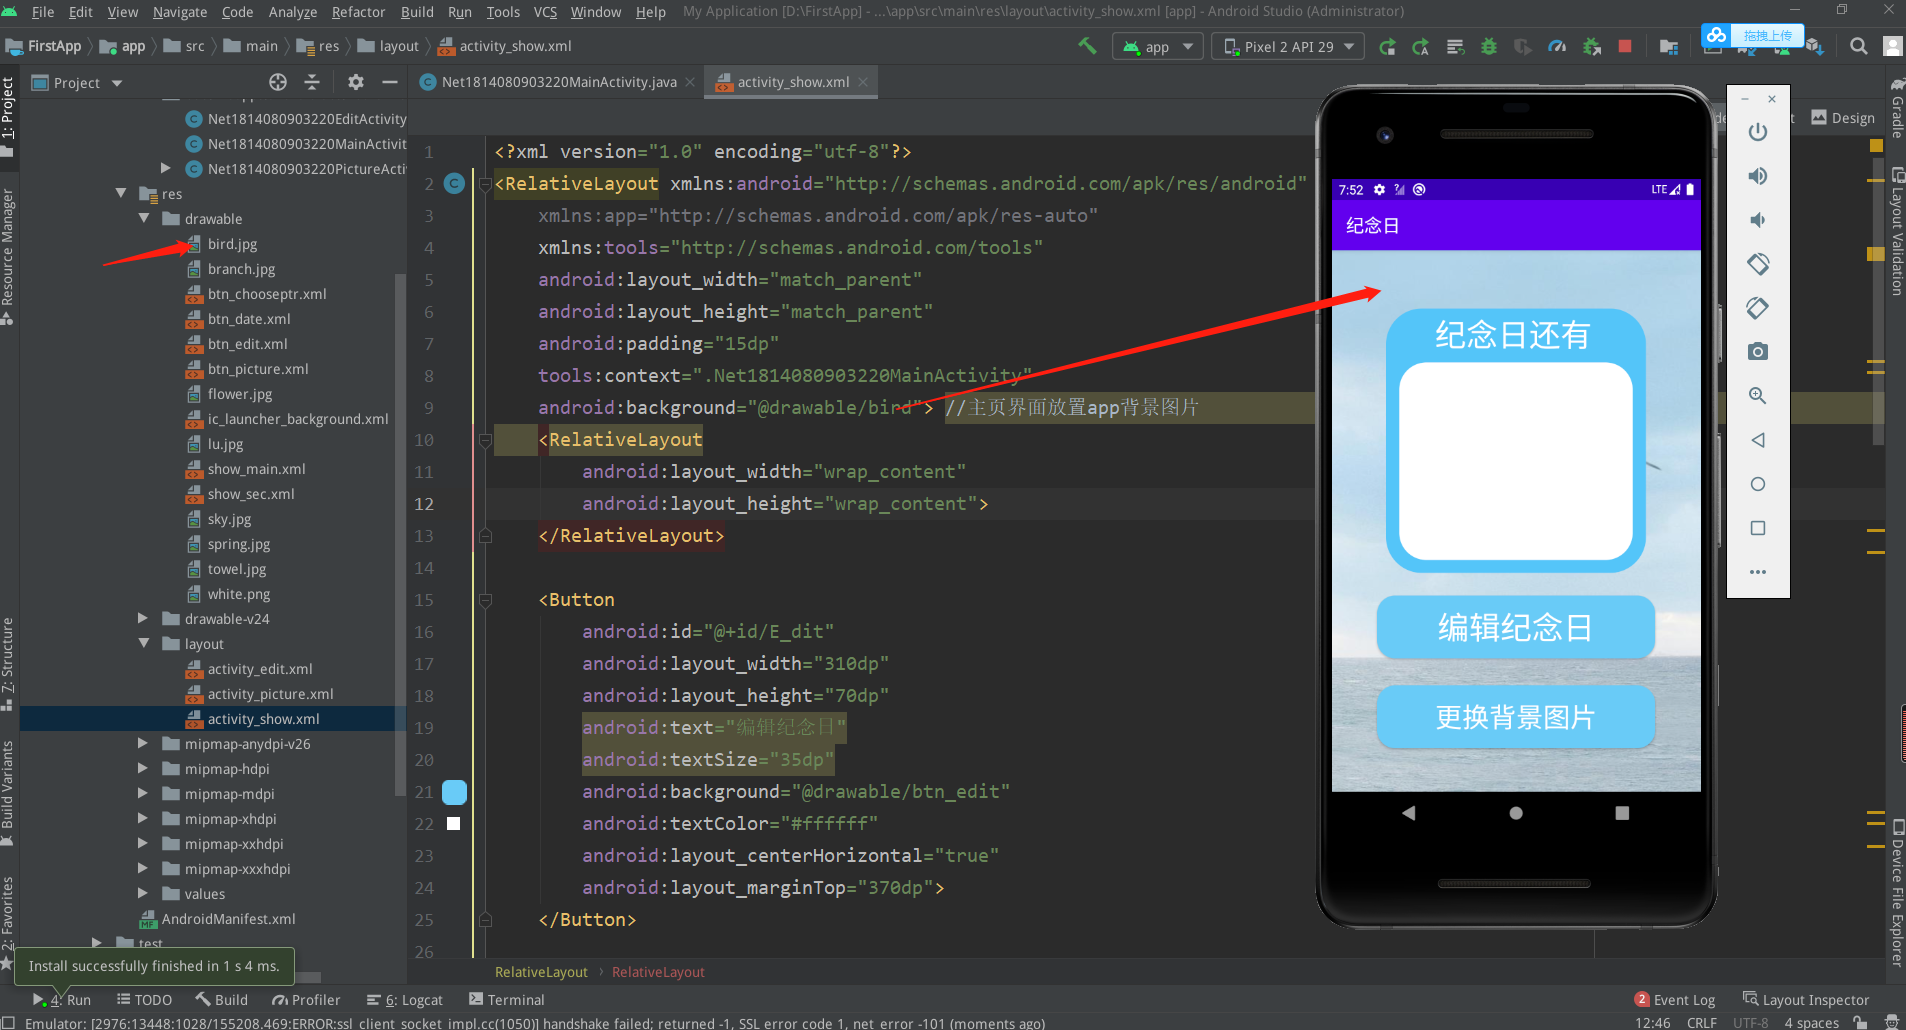 File Edit View Navigate Code Analyze Refactor Build Run Tools VCS Window Help My Application [D:\FirstApp] - ...\app\src\main\res\layout\activity_show.xml [app] - Android Studio (Administrator)
FirstApp app src main res layout activity_show.xml app Pixel 2 API 29 拖拽上传
Project Net1814080903220MainActivity.java activity_show.xml
Design
1: Project
Resource Manager
Z: Structure
Build Variants
2: Favorites
Net1814080903220EditActivity
Net1814080903220MainActivit
Net1814080903220PictureActi
res
drawable
bird.jpg
branch.jpg
btn_chooseptr.xml
btn_date.xml
btn_edit.xml
btn_picture.xml
flower.jpg
ic_launcher_background.xml
lu.jpg
show_main.xml
show_sec.xml
sky.jpg
spring.jpg
towel.jpg
white.png
drawable-v24
layout
activity_edit.xml
activity_picture.xml
activity_show.xml
mipmap-anydpi-v26
mipmap-hdpi
mipmap-mdpi
mipmap-xhdpi
mipmap-xxhdpi
mipmap-xxxhdpi
values
AndroidManifest.xml
test
Install successfully finished in 1 s 4 ms.
1 <?xml version="1.0" encoding="utf-8"?>
2 <RelativeLayout xmlns:android="http://schemas.android.com/apk/res/android"
3 xmlns:app="http://schemas.android.com/apk/res-auto"
4 xmlns:tools="http://schemas.android.com/tools"
5 android:layout_width="match_parent"
6 android:layout_height="match_parent"
7 android:padding="15dp"
8 tools:context=".Net1814080903220MainActivity"
9 android:background="@drawable/bird"> //主页界面放置app背景图片
10 <RelativeLayout
11 android:layout_width="wrap_content"
12 android:layout_height="wrap_content">
13 </RelativeLayout>
14
15 <Button
16 android:id="@+id/E_dit"
17 android:layout_width="310dp"
18 android:layout_height="70dp"
19 android:text="编辑纪念日"
20 android:textSize="35dp"
21 android:background="@drawable/btn_edit"
22 android:textColor="#ffffff"
23 android:layout_centerHorizontal="true"
24 android:layout_marginTop="370dp">
25 </Button>
26
RelativeLayout › RelativeLayout
7:52 LTE
纪念日
纪念日还有
编辑纪念日
更换背景图片
Gradle
Layout Validation
Device File Explorer
4: Run TODO Build Profiler 6: Logcat Terminal 2 Event Log Layout Inspector
Emulator: [2976:13448:1028/155208.469:ERROR:ssl_client_socket_impl.cc(1050)] handshake failed; returned -1, SSL error code 1, net_error -101 (moments ago) 12:46 CRLF UTF-8 4 spaces